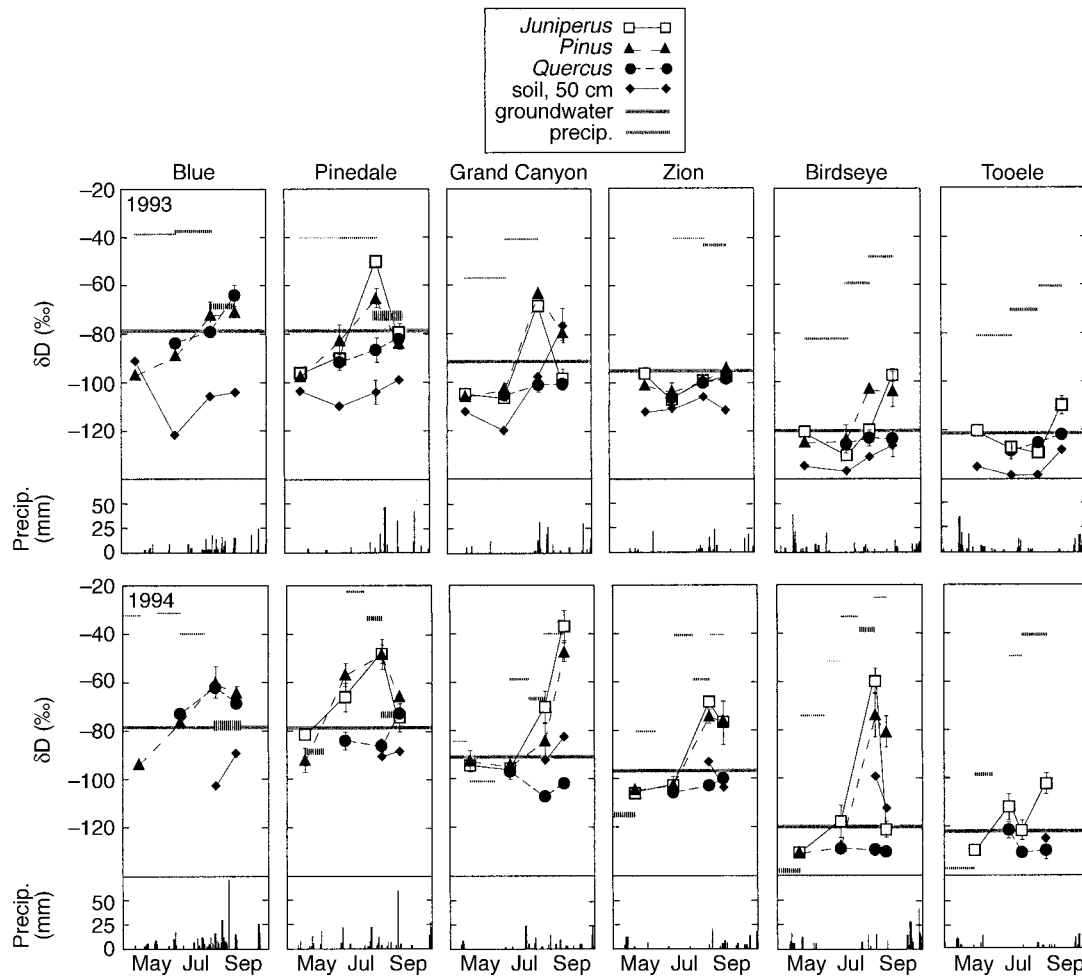 Juniperus
Pinus
Quercus
soil, 50 cm
groundwater
precip.
Blue Pinedale Grand Canyon Zion Birdseye Tooele
−20
1993
−40
−60
δD (‰)
−80
−100
−120
Precip.
(mm)
50
25
0
−20
1994
−40
−60
δD (‰)
−80
−100
−120
Precip.
(mm)
50
25
0
May Jul Sep May Jul Sep May Jul Sep May Jul Sep May Jul Sep May Jul Sep